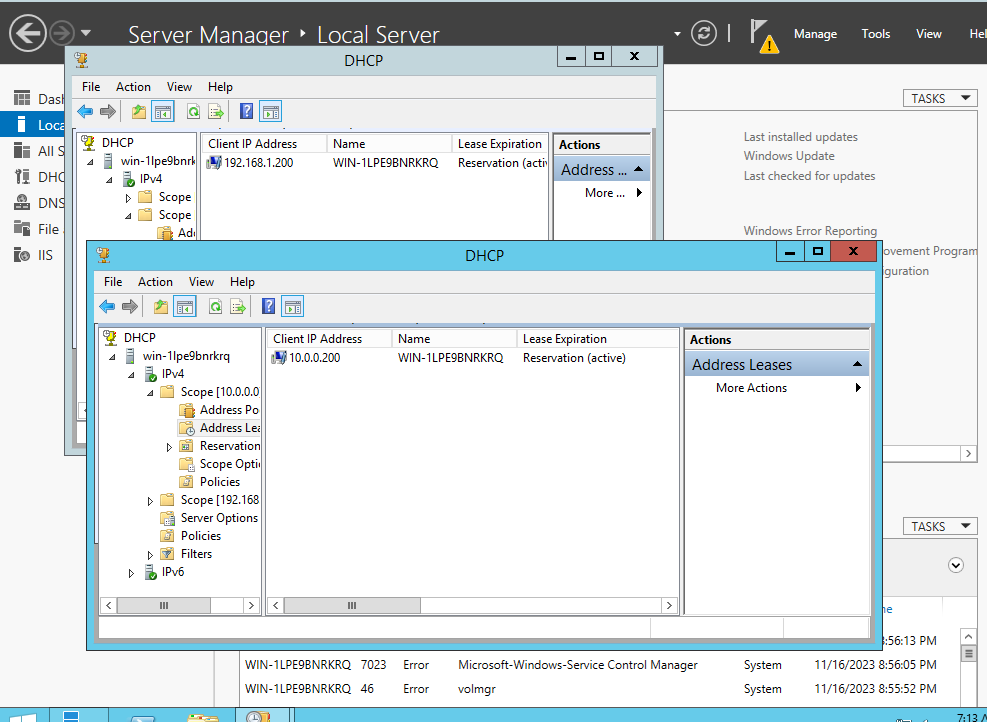 Server Manager ‣ Local Server
Manage Tools View Hel
Dash
Loca
All S
DHC
DNS
File
IIS
DHCP
File Action View Help
DHCP
win-1lpe9bnrk
IPv4
Scope
Scope
Ad
Client IP Address Name Lease Expiration
192.168.1.200 WIN-1LPE9BNRKRQ Reservation (activ
Actions
Address ...
More ...
TASKS
Last installed updates
Windows Update
Last checked for updates
Windows Error Reporting
ovement Program
guration
DHCP
File Action View Help
DHCP
win-1lpe9bnrkrq
IPv4
Scope [10.0.0.0
Address Po
Address Lea
Reservation
Scope Opti
Policies
Scope [192.168
Server Options
Policies
Filters
IPv6
Client IP Address Name Lease Expiration
10.0.0.200 WIN-1LPE9BNRKRQ Reservation (active)
Actions
Address Leases
More Actions
TASKS
me
8:56:13 PM
WIN-1LPE9BNRKRQ 7023 Error Microsoft-Windows-Service Control Manager System 11/16/2023 8:56:05 PM
WIN-1LPE9BNRKRQ 46 Error volmgr System 11/16/2023 8:55:52 PM
7:13 A